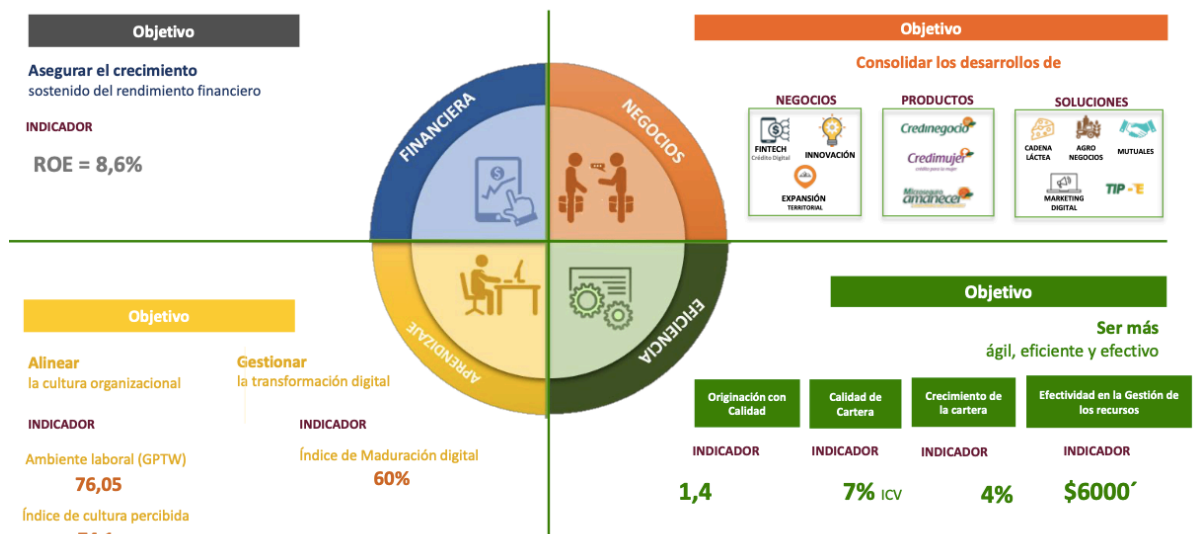 Objetivo
Asegurar el crecimiento
sostenido del rendimiento financiero
INDICADOR
ROE = 8,6%
FINANCIERA
NEGOCIOS
APRENDIZAJE
EFICIENCIA
Objetivo
Consolidar los desarrollos de
NEGOCIOS
FINTECH
Crédito Digital
INNOVACIÓN
EXPANSIÓN
TERRITORIAL
PRODUCTOS
Credinegocio
Credimujer
crédito para la mujer
Microseguro
amanecer
SOLUCIONES
CADENA
LÁCTEA
AGRO
NEGOCIOS
MUTUALES
MARKETING
DIGITAL
TIP - E
Objetivo
Alinear
la cultura organizacional
INDICADOR
Ambiente laboral (GPTW)
76,05
Índice de cultura percibida
Gestionar
la transformación digital
INDICADOR
Índice de Maduración digital
60%
Objetivo
Ser más
ágil, eficiente y efectivo
Originación con
Calidad
INDICADOR
1,4
Calidad de
Cartera
INDICADOR
7% ICV
Crecimiento de
la cartera
INDICADOR
4%
Efectividad en la Gestión de
los recursos
INDICADOR
$6000´